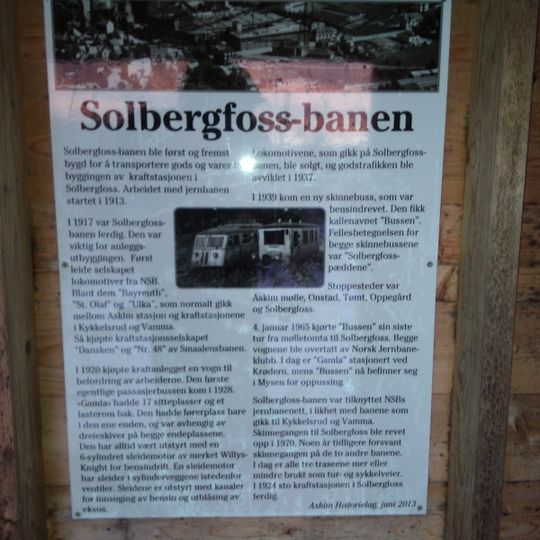 Solbergfoss-banen
Solbergfoss-banen ble først og fremst
bygd for å transportere gods og varer til
byggingen av kraftstasjonen i
Solbergfoss. Arbeidet med jernbanen
startet i 1913.
I 1917 var Solbergfoss-
banen ferdig. Den var
viktig for anleggs-
utbyggingen. Først
leide selskapet
lokomotiver fra NSB.
Blant dem "Bayreuth",
"St. Olaf" og "Ulka", som normalt gikk
mellom Askim stasjon og kraftstasjonene
i Kykkelsrud og Vamma.
Så kjøpte kraftstasjonsselskapet
"Dansken" og "Nr. 48" av Smaalensbanen.
I 1920 kjøpte kraftanlegget en vogn til
befordring av arbeiderne. Den første
egentlige passasjerbussen kom i 1928.
«Gamla» hadde 17 sitteplasser og et
lasterom bak. Den hadde førerplass bare
i den ene enden, og var avhengig av
dreieskiver på begge endeplassene.
Den har alltid vært utstyrt med en
6-sylindret sleidemotor av merket Willys-
Knight for bensindrift. En sleidemotor
har sleider i sylinderveggene istedenfor
ventiler. Sleidene er utstyrt med kanaler
for innsuging av bensin og utblåsing av
eksos.
Lokomotivene, som gikk på Solbergfoss-
banen, ble solgt, og godstrafikken ble
avviklet i 1937.
I 1939 kom en ny skinnebuss, som var
bensindrevet. Den fikk
kallenavnet "Bussen".
Fellesbetegnelsen for
begge skinnebussene
var "Solbergfoss-
pæddene".
Stoppesteder var
Askim mølle, Onstad, Tømt, Oppegård
og Solbergfoss.
4. januar 1965 kjørte "Bussen" sin siste
tur fra mølletomta til Solbergfoss. Begge
vognene ble overtatt av Norsk Jernbane-
klubb. I dag er "Gamla" stasjonert ved
Krødern, mens "Bussen" nå befinner seg
i Mysen for oppussing.
Solbergfoss-banen var tilknyttet NSBs
jernbanenett, i likhet med banene som
gikk til Kykkelsrud og Vamma.
Skinnegangen til Solbergfoss ble revet
opp i 1970. Noen år tidligere forsvant
skinnegangen på de to andre banene.
I dag er alle tre traseene mer eller
mindre brukt som tur- og sykkelveier.
I 1924 sto kraftstasjonen i Solbergfoss
ferdig.
Askim Historielag, juni 2013